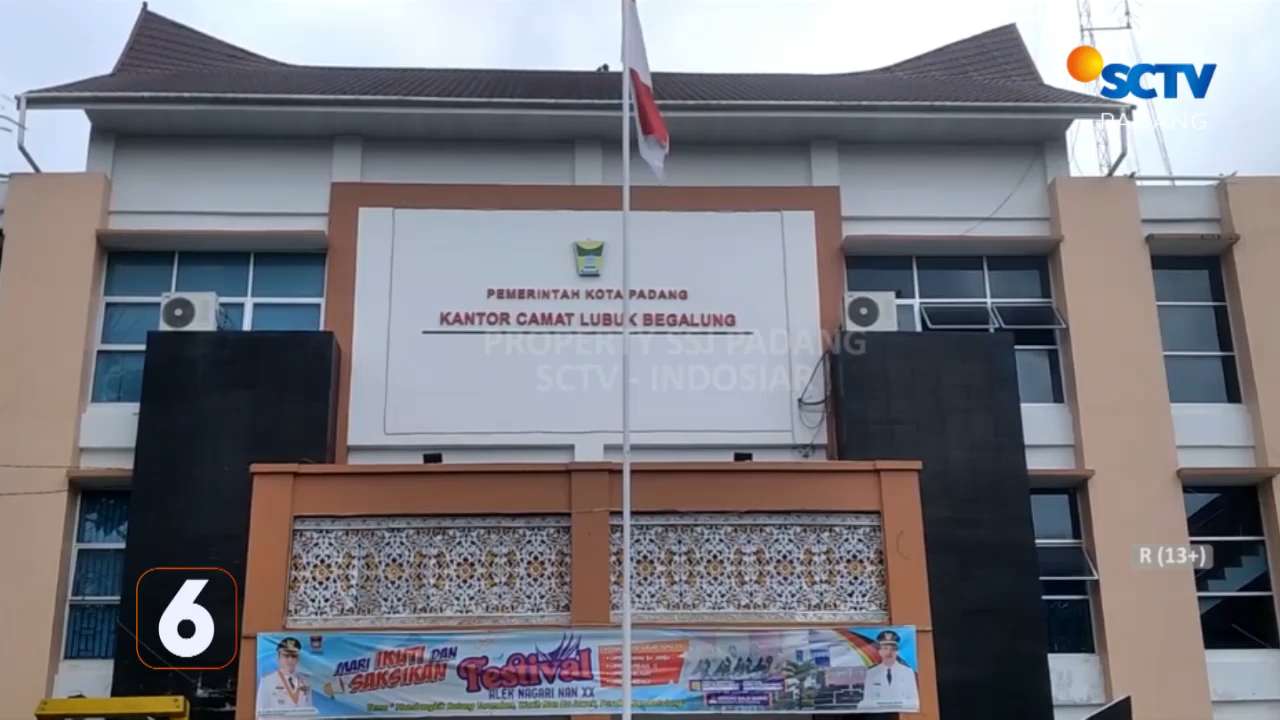 SCTV
PADANG
PEMERINTAH KOTA PADANG
KANTOR CAMAT LUBUK BEGALUNG
PROPERTY SSJ PADANG
SCTV - INDOSIAR
R (13+)
6
MARI IKUTI DAN
SAKSIKAN
Festival
ALEK NAGARI NAN XX
Tema "